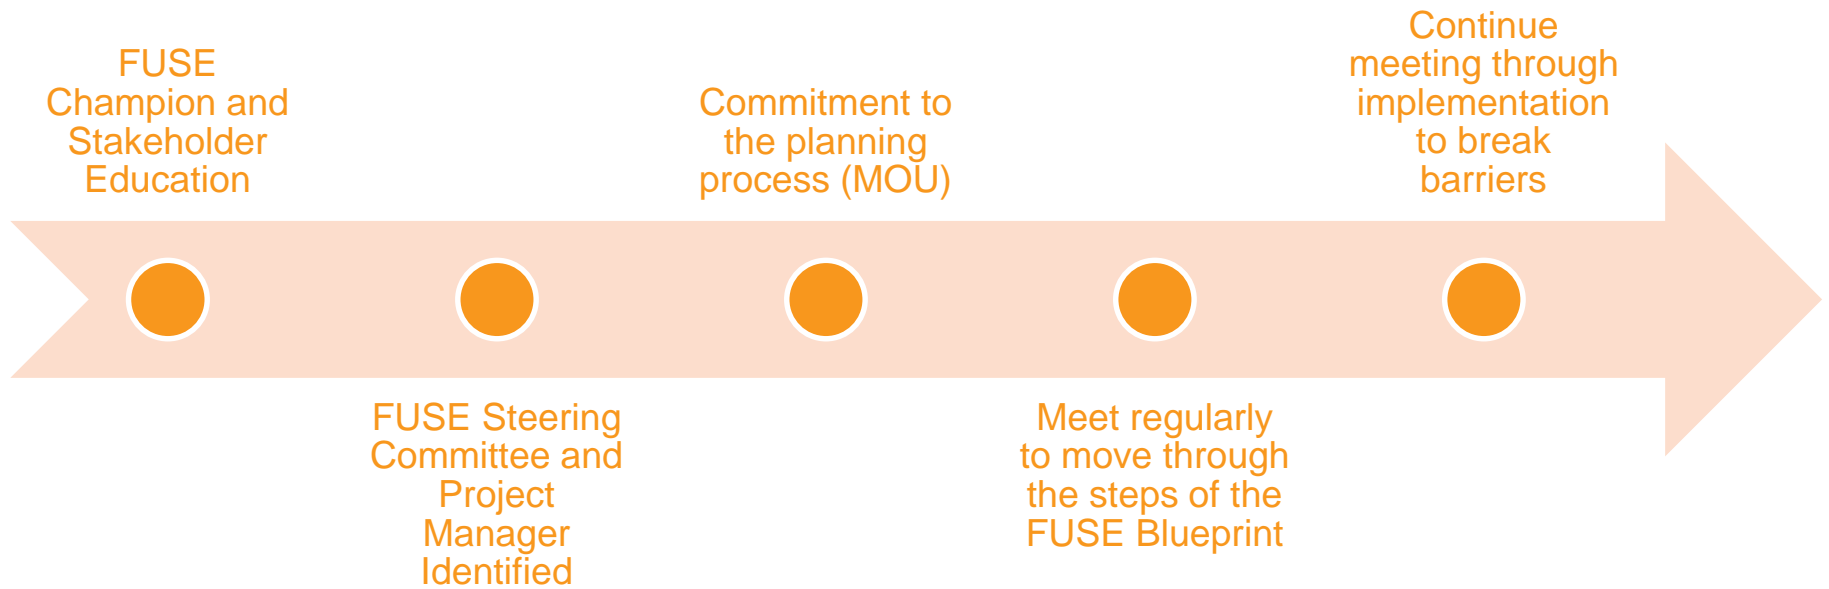 FUSE
Champion and
Stakeholder
Education
FUSE Steering
Committee and
Project
Manager
Identified
Commitment to
the planning
process (MOU)
Meet regularly
to move through
the steps of the
FUSE Blueprint
Continue
meeting through
implementation
to break
barriers